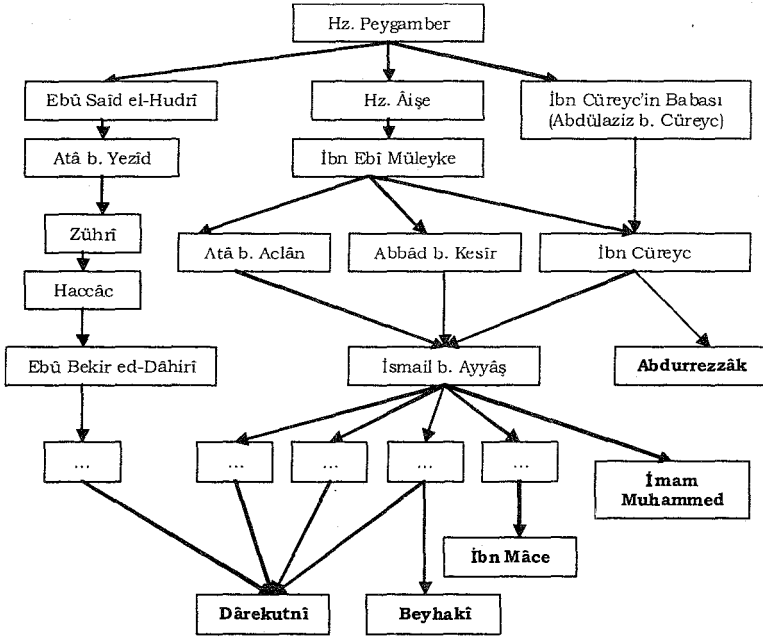 Hz. Peygamber
Ebû Saîd el-Hudrî
Hz. Âişe
İbn Cüreyc'in Babası
(Abdülaziz b. Cüreyc)
Atâ b. Yezîd
İbn Ebî Müleyke
Zührî
Atâ b. Aclân
Abbâd b. Kesîr
İbn Cüreyc
Haccâc
Ebû Bekir ed-Dâhirî
İsmail b. Ayyâş
Abdurrezzâk
...
...
...
...
...
İmam
Muhammed
İbn Mâce
Dârekutnî
Beyhakî